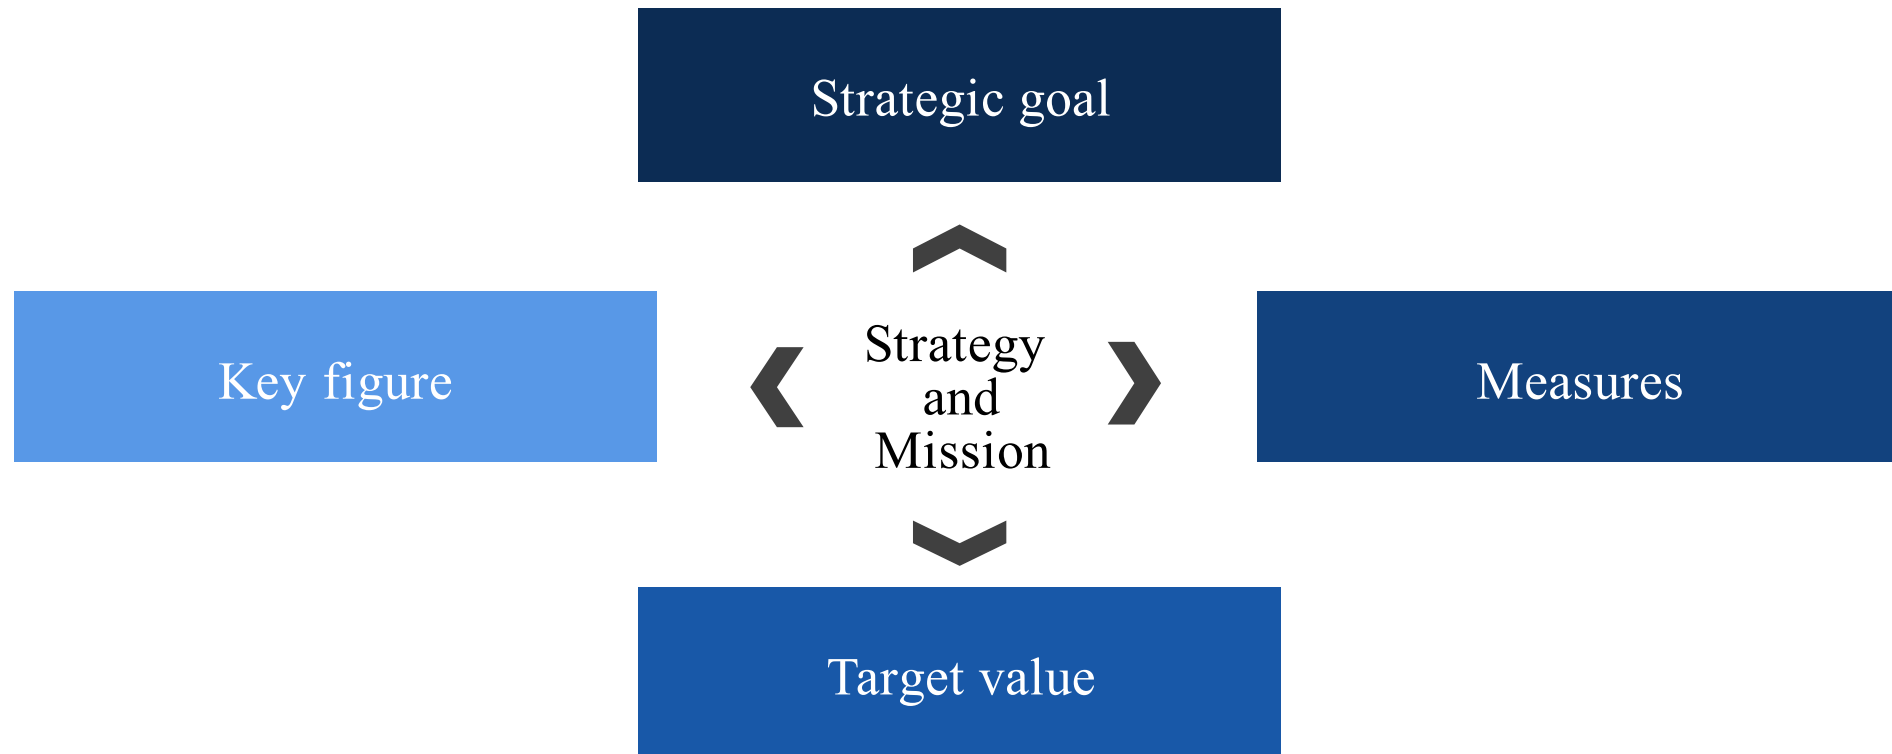 Strategic goal
Key figure
Strategy
and
Mission
Measures
Target value